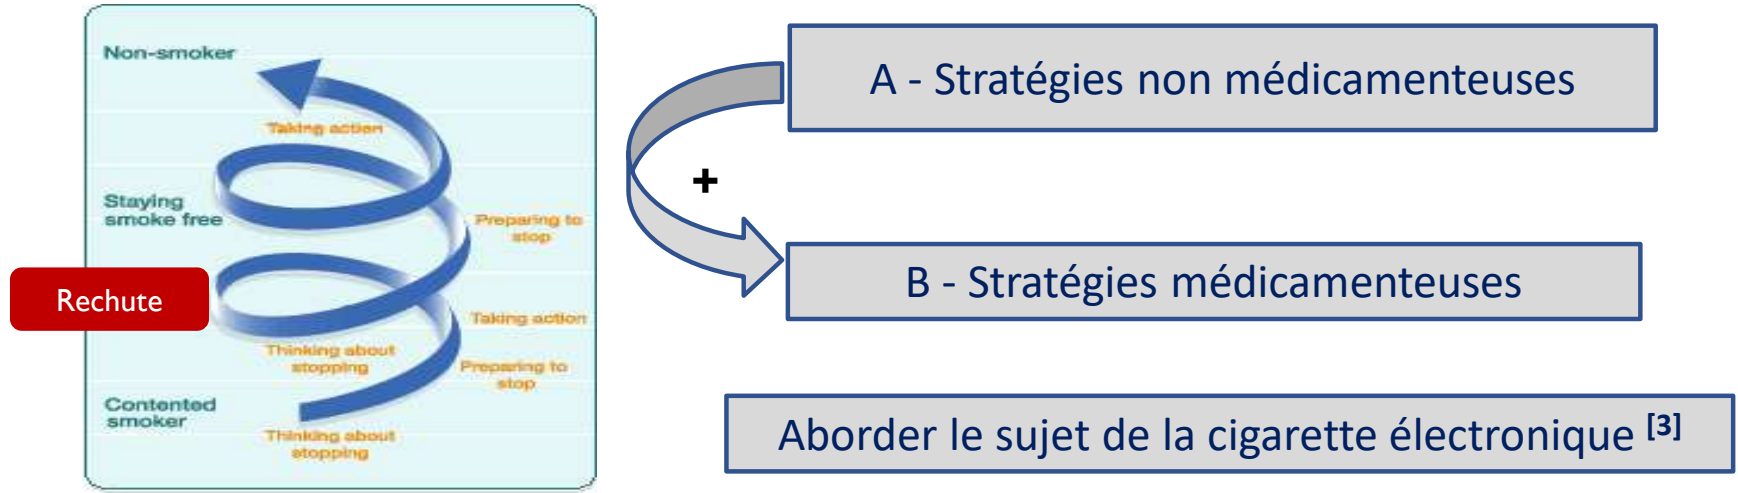 Non-smoker
Taking action
Staying
smoke free
Preparing to
stop
Rechute
Taking action
Thinking about
stopping
Preparing to
stop
Contented
smoker
Thinking about
stopping
A - Stratégies non médicamenteuses
+
B - Stratégies médicamenteuses
Aborder le sujet de la cigarette électronique [3]